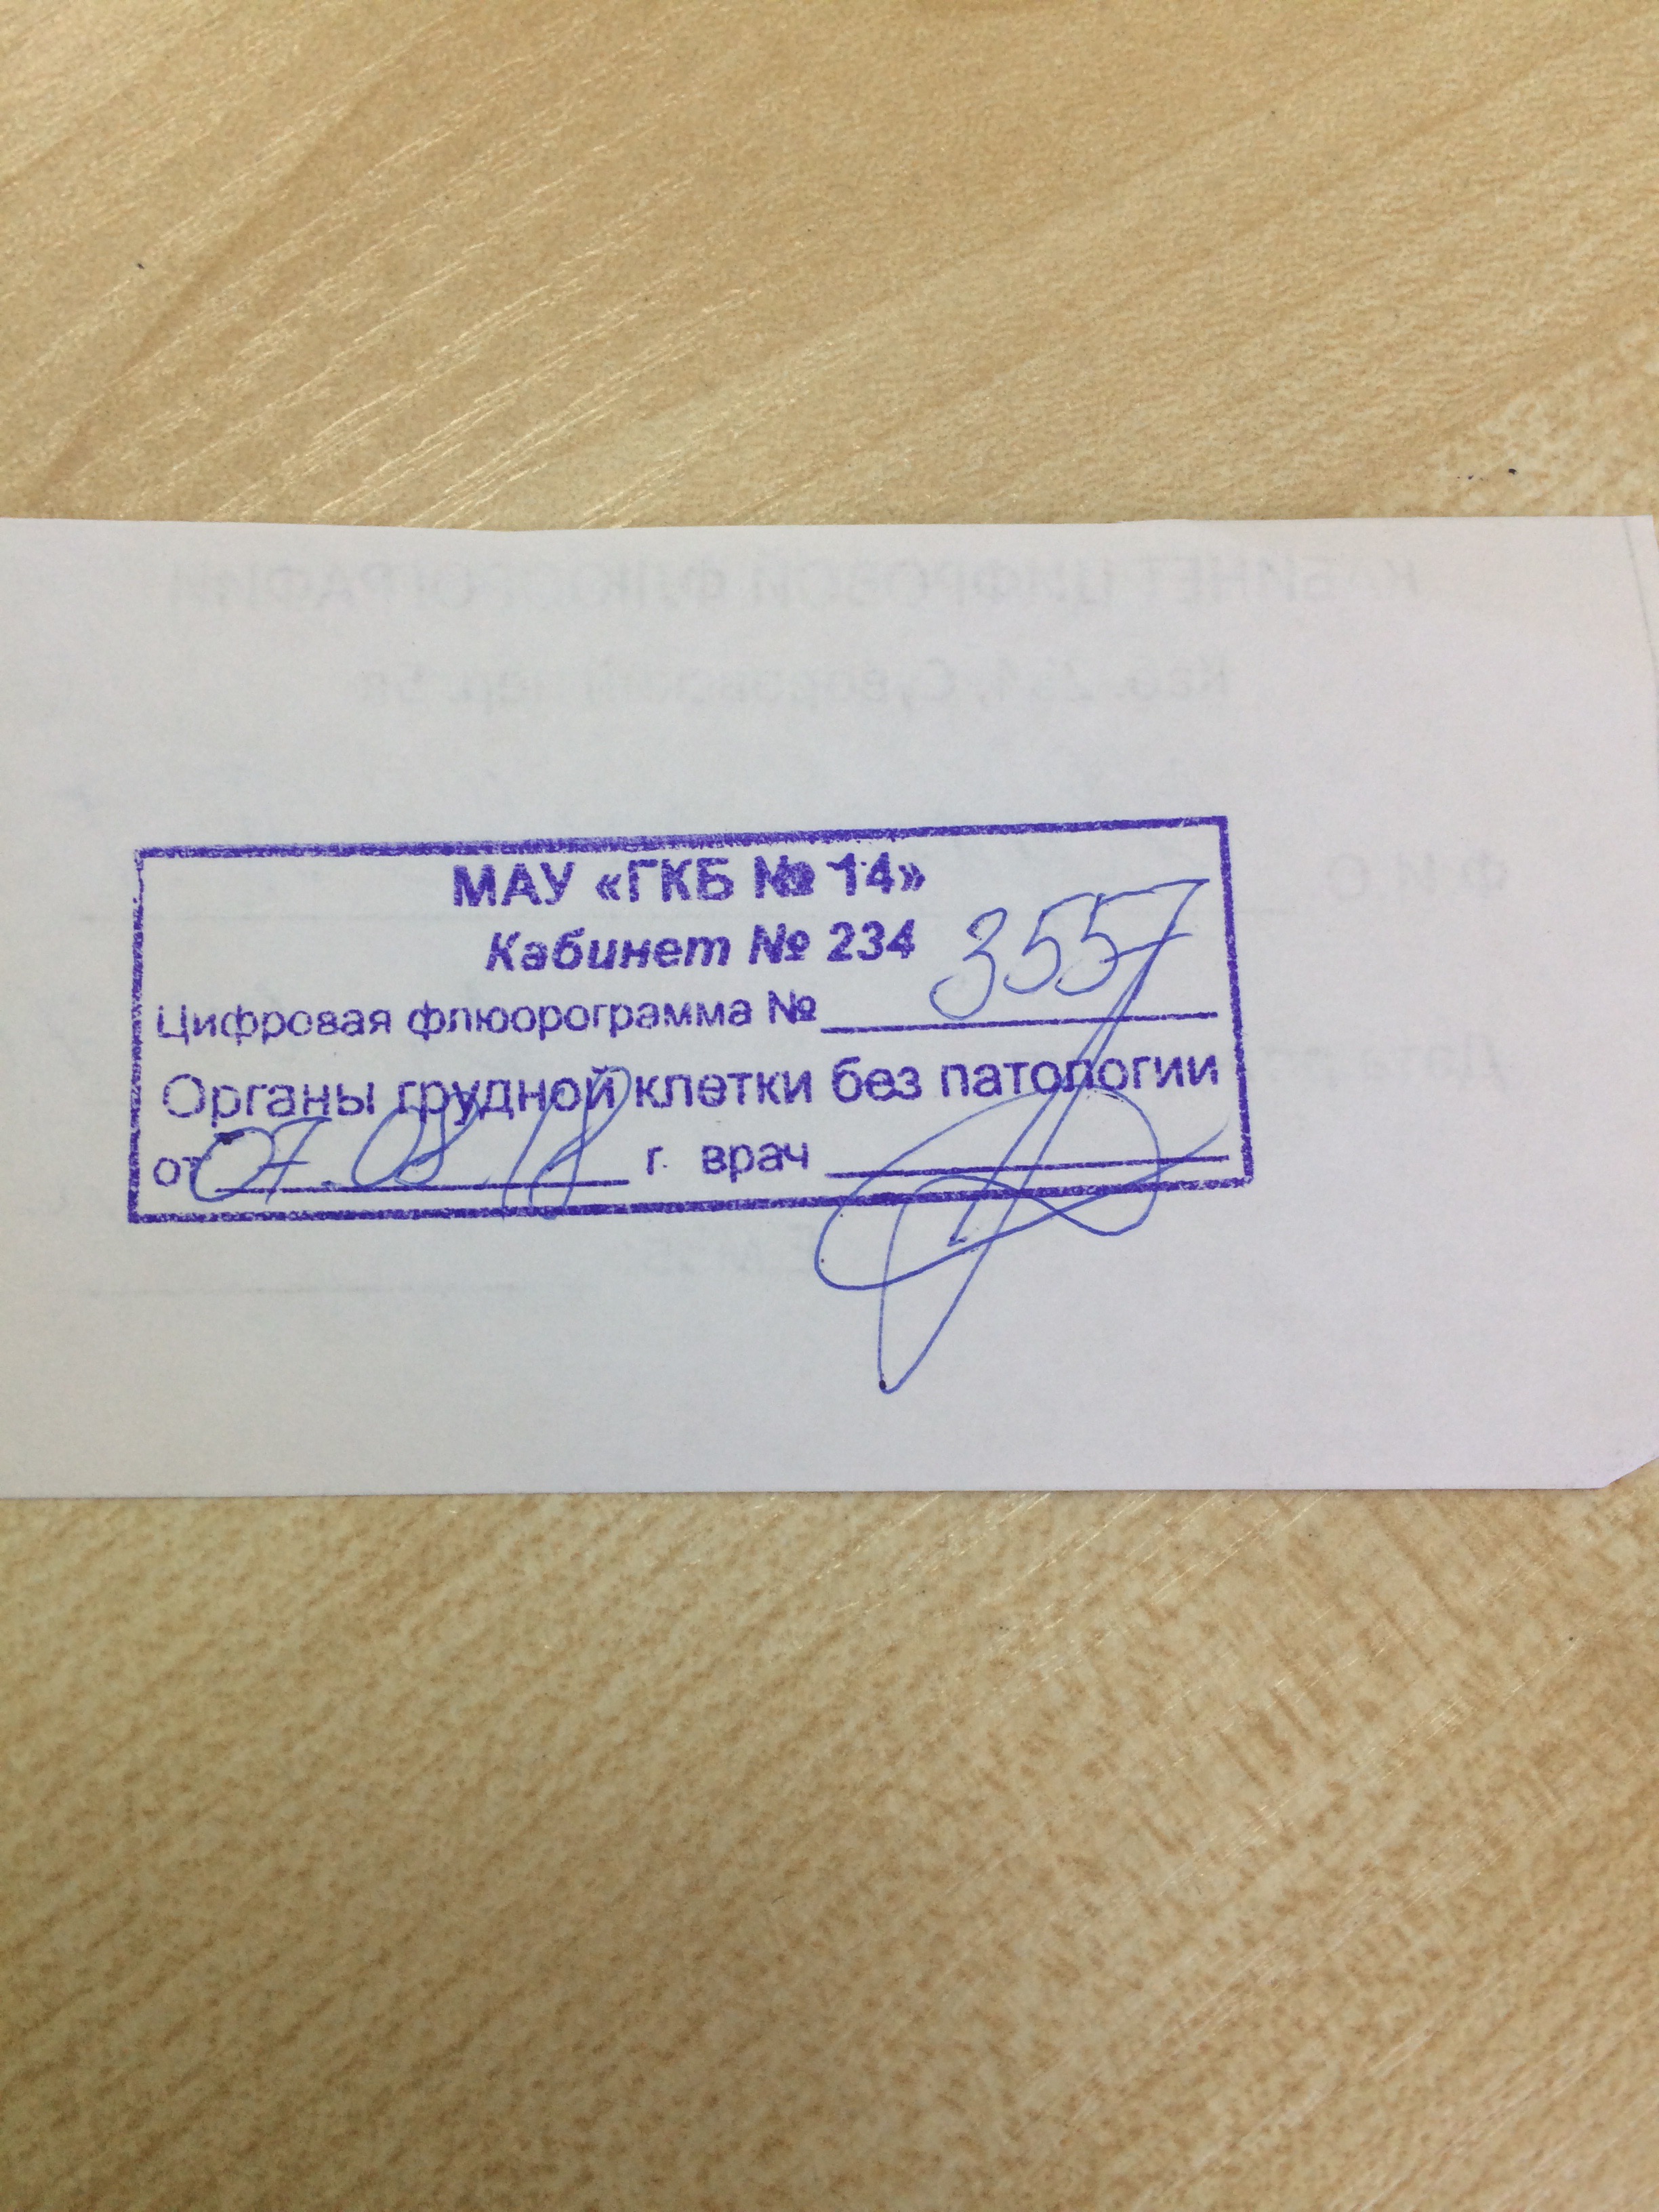 МАУ «ГКБ № 14»
Кабинет № 234
Цифровая флюорограмма № 3557
Органы грудной клетки без патологии
от 07.08.18 г. врач